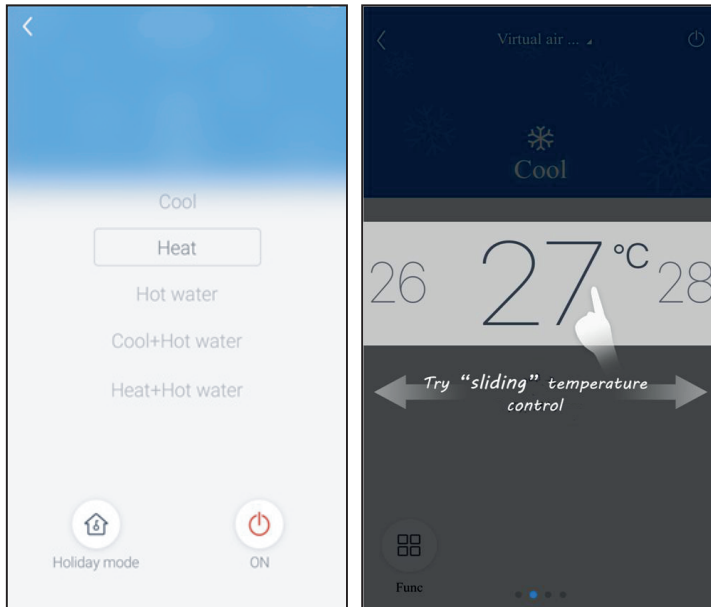 Cool
Heat
Hot water
Cool+Hot water
Heat+Hot water
Holiday mode
ON
Virtual air ...
Cool
26 27°C 28
Try “sliding” temperature
control
Func